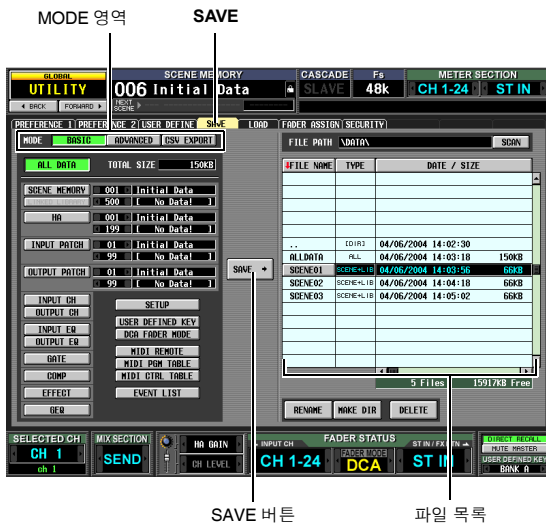 MODE 영역 SAVE
GLOBAL SCENE MEMORY CASCADE Fs METER SECTION
UTILITY 006 Initial Data SLAVE 48k CH 1-24 ST IN
BACK FORWARD NEXT SCENE
PREFERENCE 1 PREFERENCE 2 USER DEFINE SAVE LOAD FADER ASSIGN SECURITY
MODE BASIC ADVANCED CSV EXPORT FILE PATH \DATA\ SCAN
ALL DATA TOTAL SIZE 150KB FILE NAME TYPE DATE / SIZE
SCENE MEMORY 001 Initial Data
LINKED LIBRARY 500 [ No Data! ]
HA 001 Initial Data
199 [ No Data! ]
INPUT PATCH 01 Initial Data
99 [ No Data! ]
OUTPUT PATCH 01 Initial Data
99 [ No Data! ]
SAVE
.. [DIR] 04/06/2004 14:02:30
ALLDATA ALL 04/06/2004 14:03:18 150KB
SCENE01 SCENE+LIB 04/06/2004 14:03:56 66KB
SCENE02 SCENE+LIB 04/06/2004 14:04:18 66KB
SCENE03 SCENE+LIB 04/06/2004 14:05:02 66KB
INPUT CH
OUTPUT CH
INPUT EQ
OUTPUT EQ
GATE
COMP
EFFECT
GEQ
SETUP
USER DEFINED KEY
DCA FADER MODE
MIDI REMOTE
MIDI PGM TABLE
MIDI CTRL TABLE
EVENT LIST
5 Files 15917KB Free
RENAME MAKE DIR DELETE
SELECTED CH MIX SECTION HA GAIN INPUT CH FADER STATUS ST IN / FX RTN DIRECT RECALL
CH 1 SEND CH LEVEL CH 1-24 FADER MODE DCA ST IN MUTE MASTER
ch 1 USER DEFINED KEY
BANK A
SAVE 버튼 파일 목록